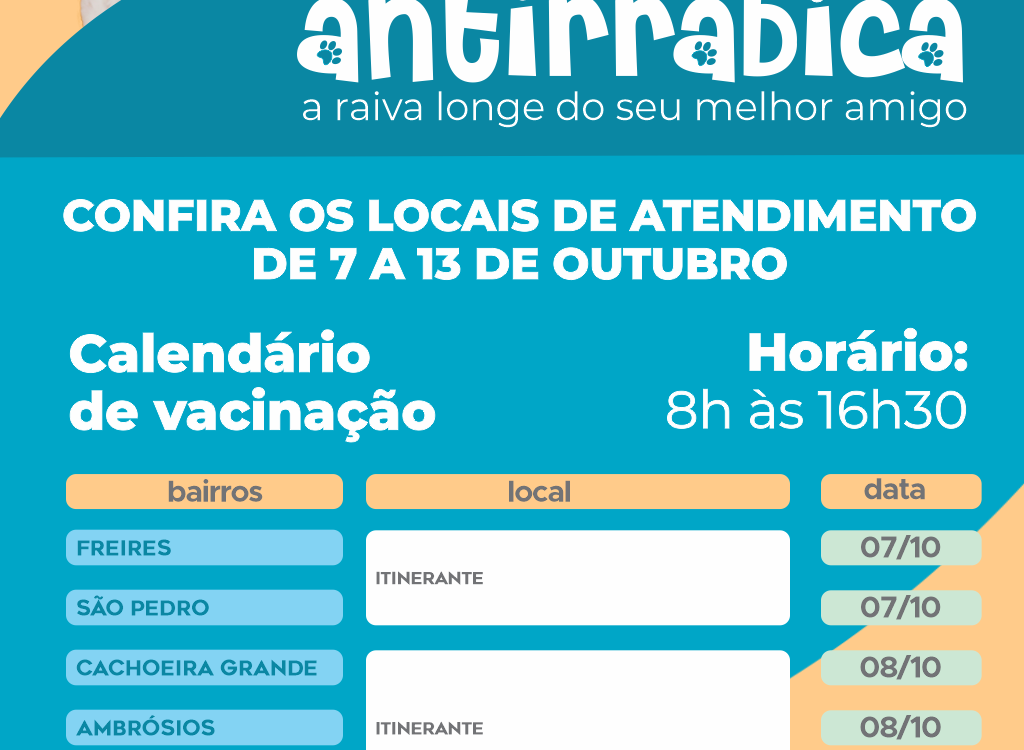 antirrábica
a raiva longe do seu melhor amigo
CONFIRA OS LOCAIS DE ATENDIMENTO
DE 7 A 13 DE OUTUBRO
Calendário
de vacinação
Horário:
8h às 16h30
bairros local data
FREIRES 07/10
ITINERANTE
SÃO PEDRO 07/10
CACHOEIRA GRANDE 08/10
AMBRÓSIOS ITINERANTE 08/10